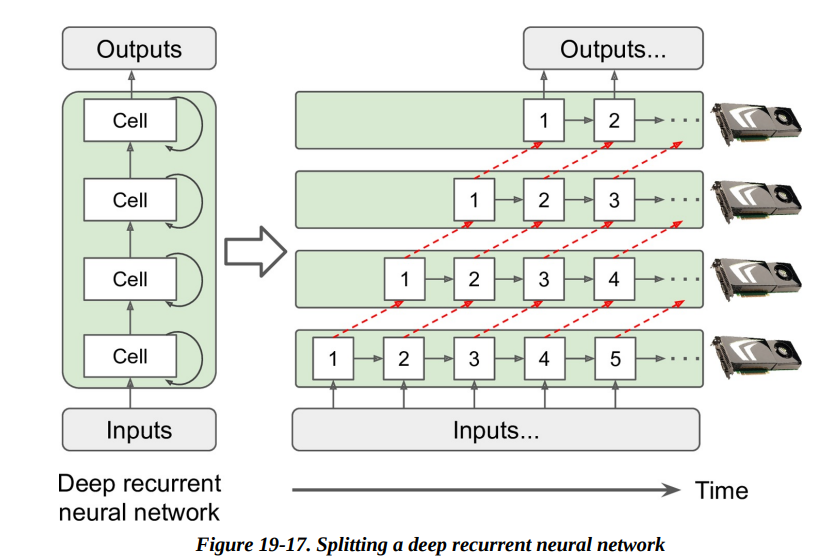 Outputs
Cell
Cell
Cell
Cell
Inputs
Deep recurrent
neural network
Outputs...
1 2 ...
1 2 3 ...
1 2 3 4 ...
1 2 3 4 5 ...
Inputs...
Time
Figure 19-17. Splitting a deep recurrent neural network